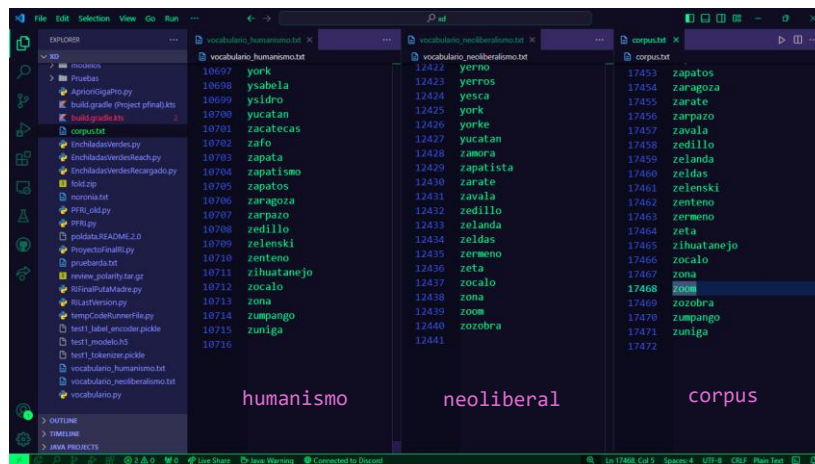 File Edit Selection View Go Run ... xd
EXPLORER ...
XD
modelos
Pruebas
AprioriGigaPro.py
build.gradle (Project pfinal).kts
build.gradle.kts 2
corpus.txt
EnchiladasVerdes.py
EnchiladasVerdesReach.py
EnchiladasVerdesRecargado.py
fold.zip
noronia.txt
PFRI_old.py
PFRI.py
poldata.README.2.0
ProyectoFinalRI.py
pruebarda.txt
review_polarity.tar.gz
RIFinalPutaMadre.py
RILastVersion.py
tempCodeRunnerFile.py
test1_label_encoder.pickle
test1_modelo.h5
test1_tokenizer.pickle
vocabulario_humanismo.txt
vocabulario_neoliberalismo.txt
vocabulario.py
OUTLINE
TIMELINE
JAVA PROJECTS
vocabulario_humanismo.txt
vocabulario_humanismo.txt
10697 york
10698 ysabela
10699 ysidro
10700 yucatan
10701 zacatecas
10702 zafo
10703 zapata
10704 zapatismo
10705 zapatos
10706 zaragoza
10707 zarpazo
10708 zedillo
10709 zelenski
10710 zenteno
10711 zihuatanejo
10712 zocalo
10713 zona
10714 zumpango
10715 zuniga
10716
humanismo
vocabulario_neoliberalismo.txt
vocabulario_neoliberalismo.txt
12422 yerno
12423 yerros
12424 yesca
12425 york
12426 yorke
12427 yucatan
12428 zamora
12429 zapatista
12430 zarate
12431 zavala
12432 zedillo
12433 zelanda
12434 zeldas
12435 zermeno
12436 zeta
12437 zocalo
12438 zona
12439 zoom
12440 zozobra
12441
neoliberal
corpus.txt
corpus.txt
17453 zapatos
17454 zaragoza
17455 zarate
17456 zarpazo
17457 zavala
17458 zedillo
17459 zelanda
17460 zeldas
17461 zelenski
17462 zenteno
17463 zermeno
17464 zeta
17465 zihuatanejo
17466 zocalo
17467 zona
17468 zoom
17469 zozobra
17470 zumpango
17471 zuniga
17472
corpus
2 0 0 Live Share Java: Warning Connected to Discord Ln 17468, Col 5 Spaces: 4 UTF-8 CRLF Plain Text